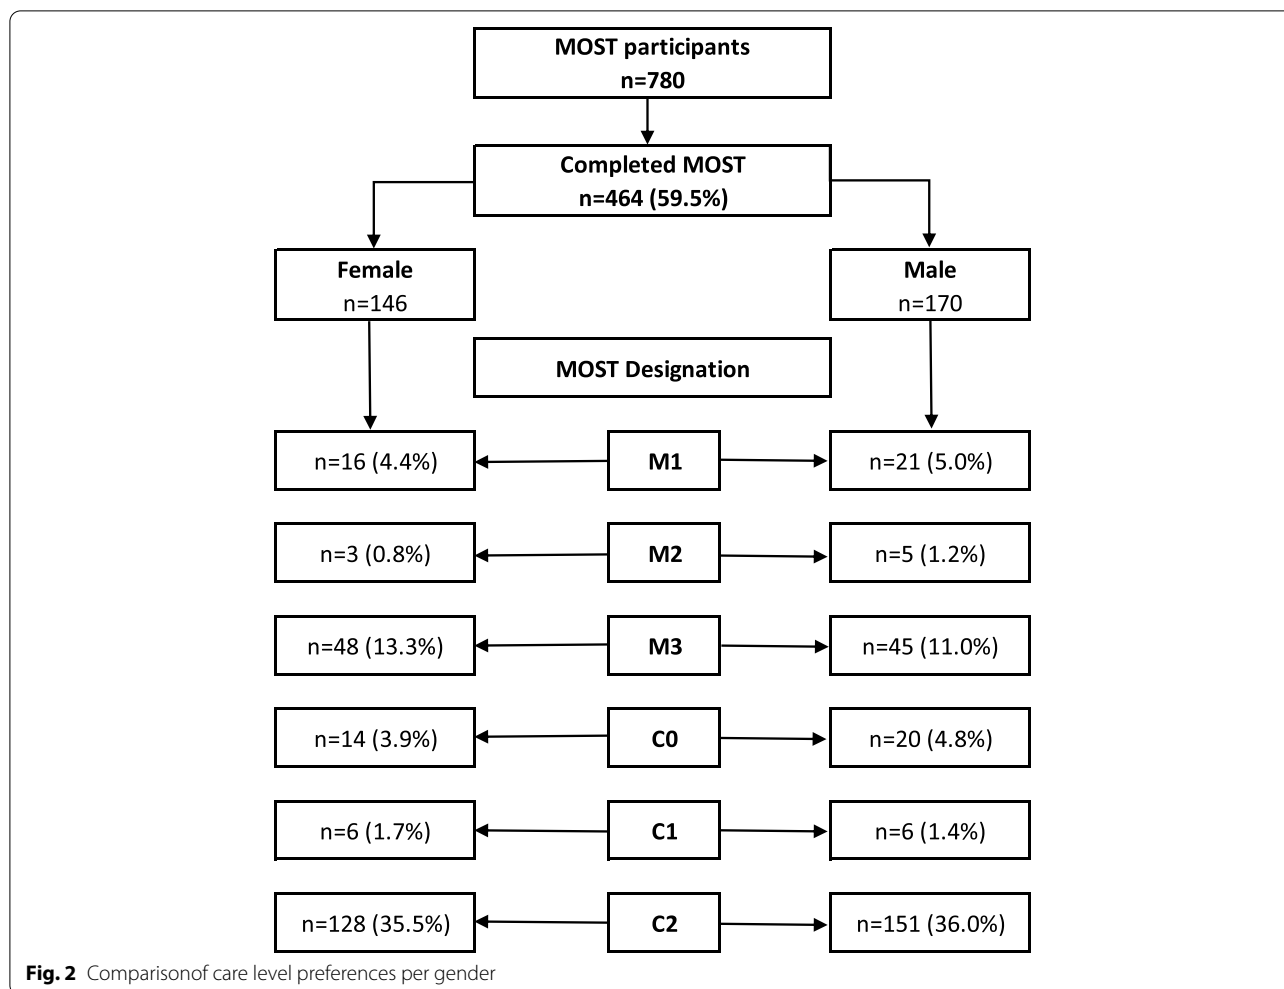 MOST participants
n=780
Completed MOST
n=464 (59.5%)
Female
n=146
Male
n=170
MOST Designation
n=16 (4.4%) M1 n=21 (5.0%)
n=3 (0.8%) M2 n=5 (1.2%)
n=48 (13.3%) M3 n=45 (11.0%)
n=14 (3.9%) C0 n=20 (4.8%)
n=6 (1.7%) C1 n=6 (1.4%)
n=128 (35.5%) C2 n=151 (36.0%)
Fig. 2 Comparisonof care level preferences per gender